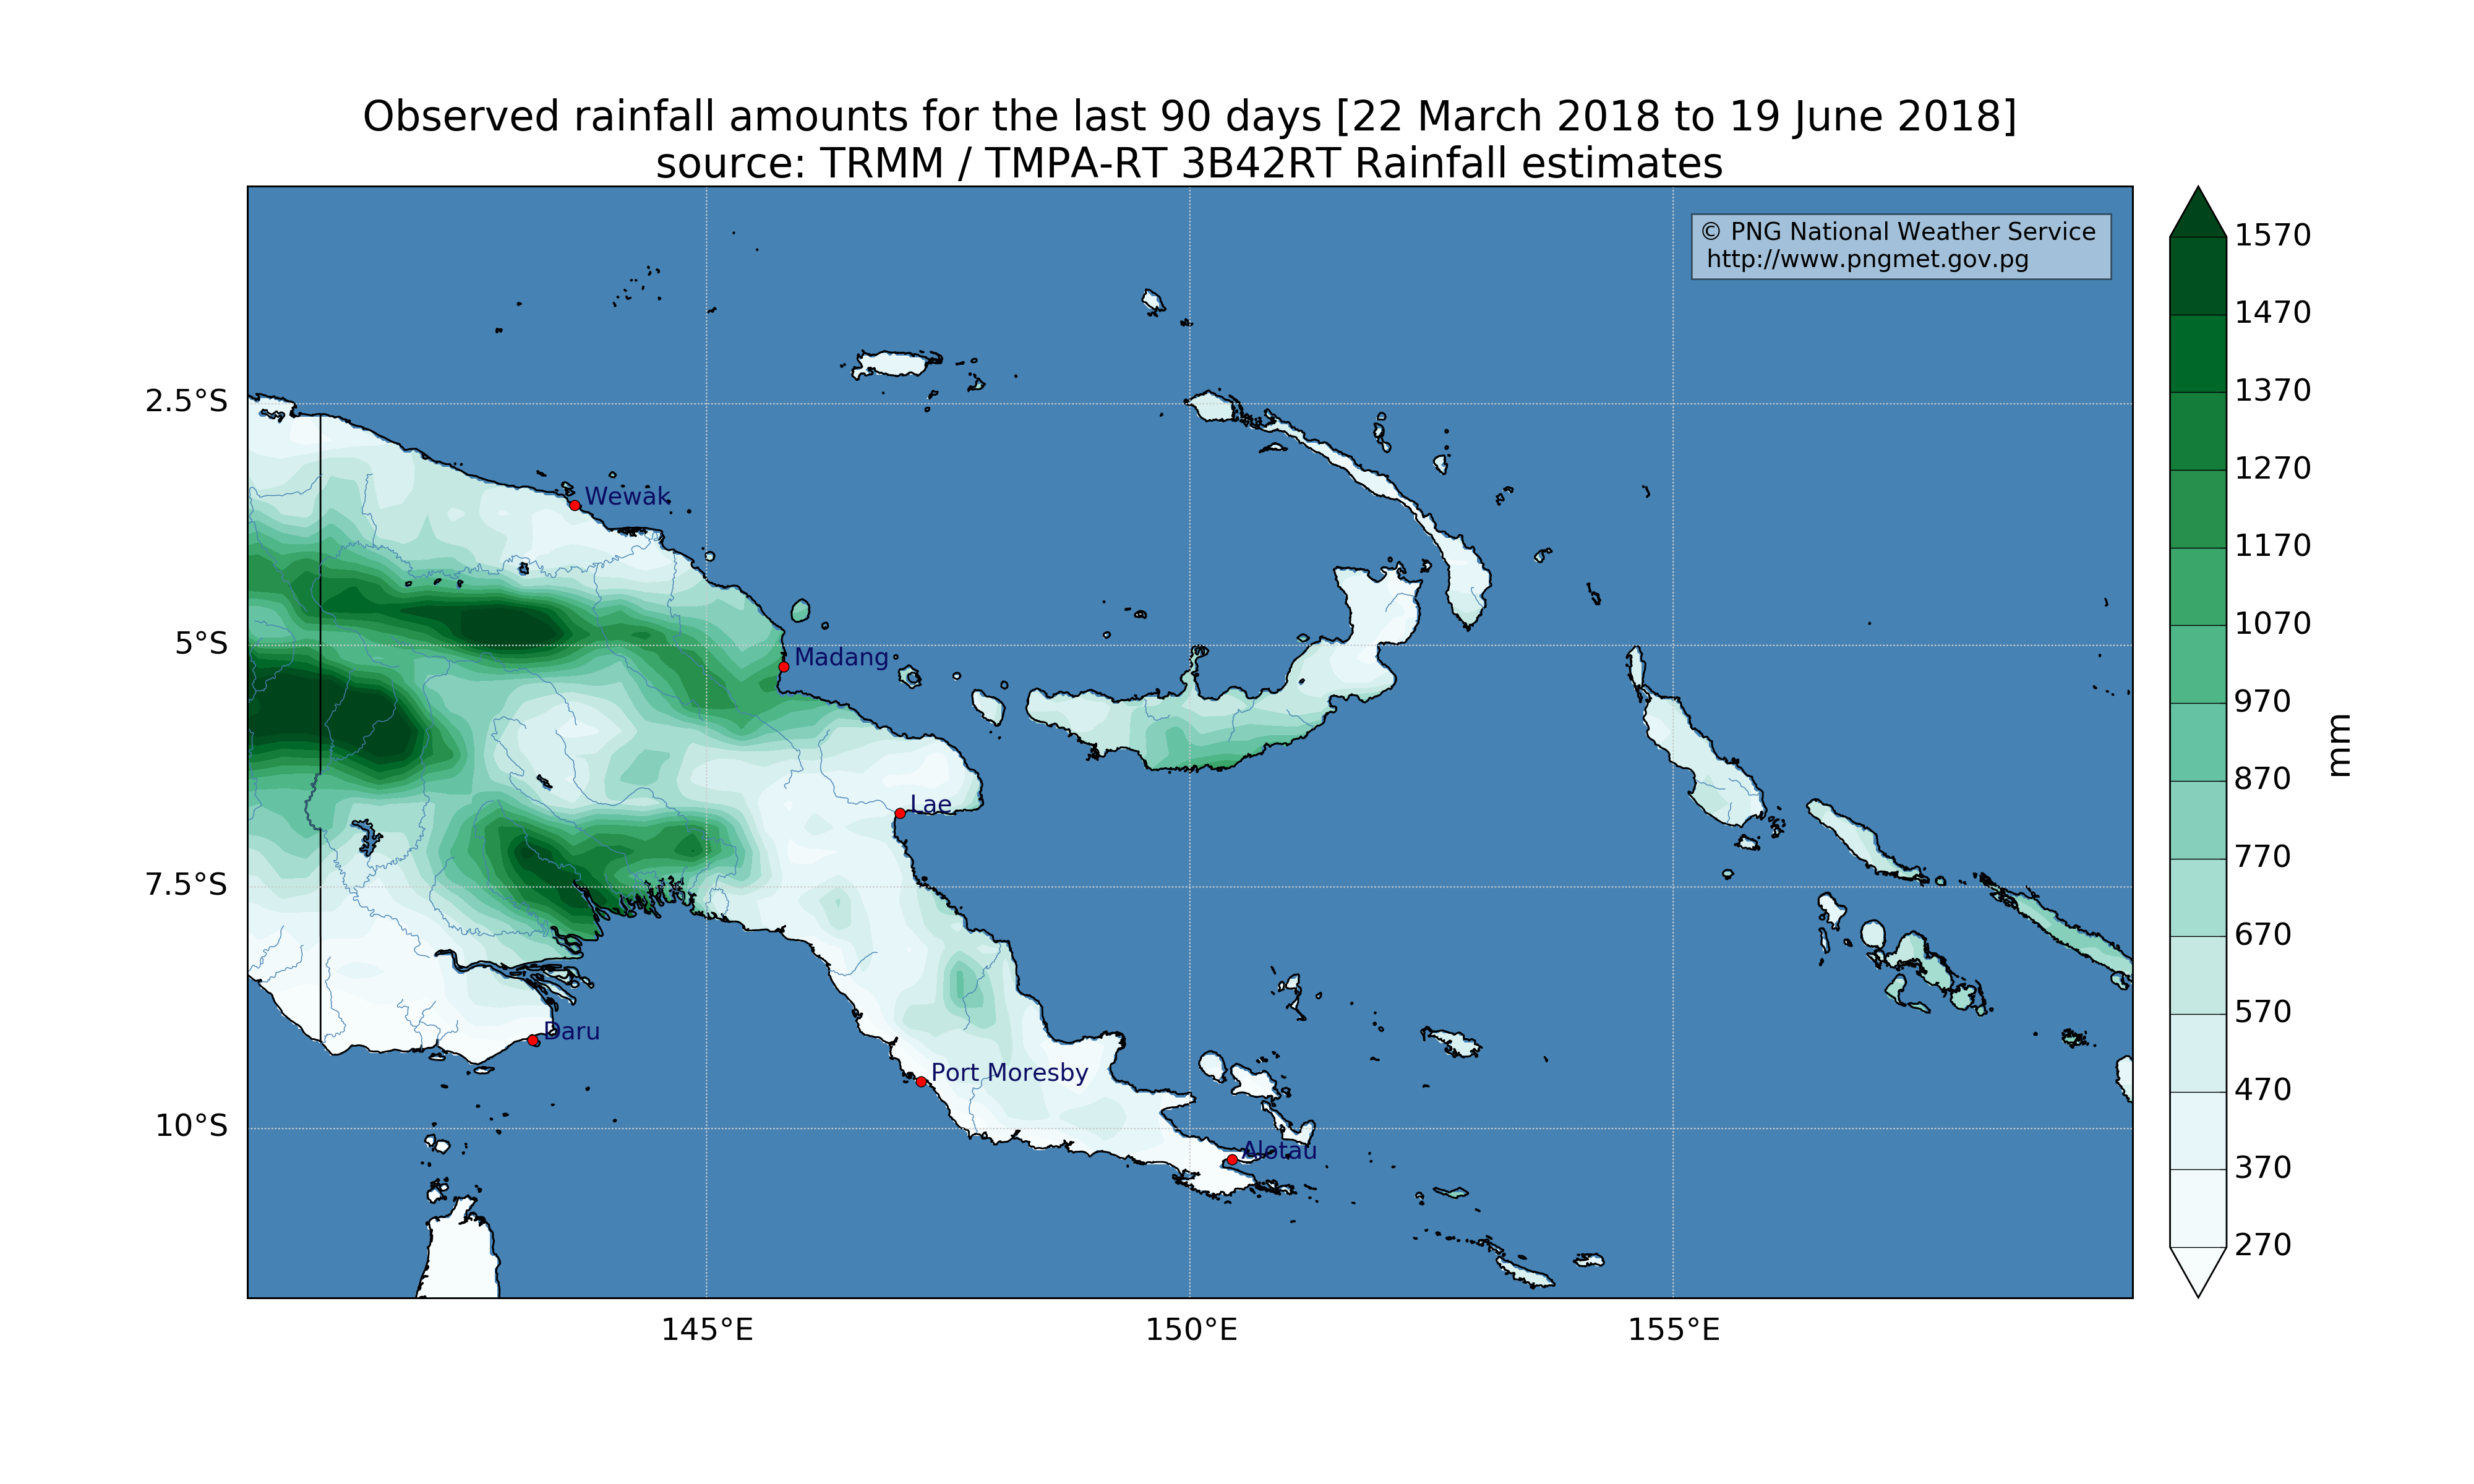 Observed rainfall amounts for the last 90 days [22 March 2018 to 19 June 2018]
source: TRMM / TMPA-RT 3B42RT Rainfall estimates
© PNG National Weather Service
http://www.pngmet.gov.pg
1570
1470
1370
1270
1170
1070
970
870
770
670
570
470
370
270
mm
2.5°S
5°S
7.5°S
10°S
Wewak
Madang
Lae
Daru
Port Moresby
Alotau
145°E
150°E
155°E